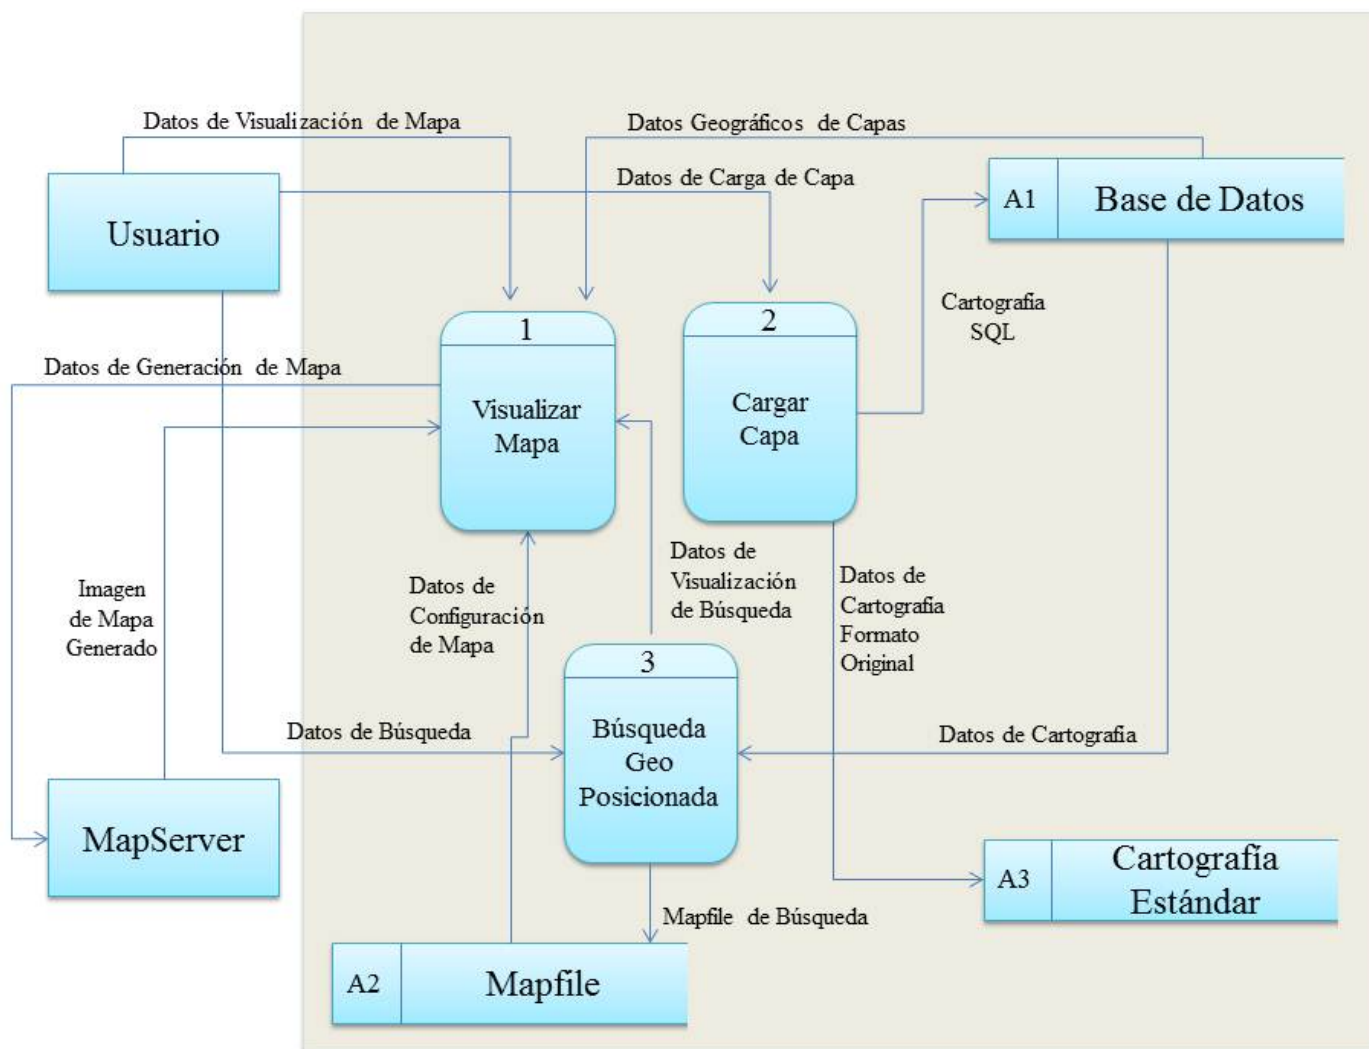 Datos de Visualización de Mapa
Datos Geográficos de Capas
Datos de Carga de Capa
Usuario
A1
Base de Datos
Cartografía
SQL
1
Visualizar
Mapa
2
Cargar
Capa
Datos de Generación de Mapa
Imagen
de Mapa
Generado
Datos de
Configuración
de Mapa
Datos de
Visualización
de Búsqueda
Datos de
Cartografía
Formato
Original
3
Búsqueda
Geo
Posicionada
Datos de Búsqueda
Datos de Cartografía
MapServer
A3
Cartografía
Estándar
Mapfile de Búsqueda
A2
Mapfile